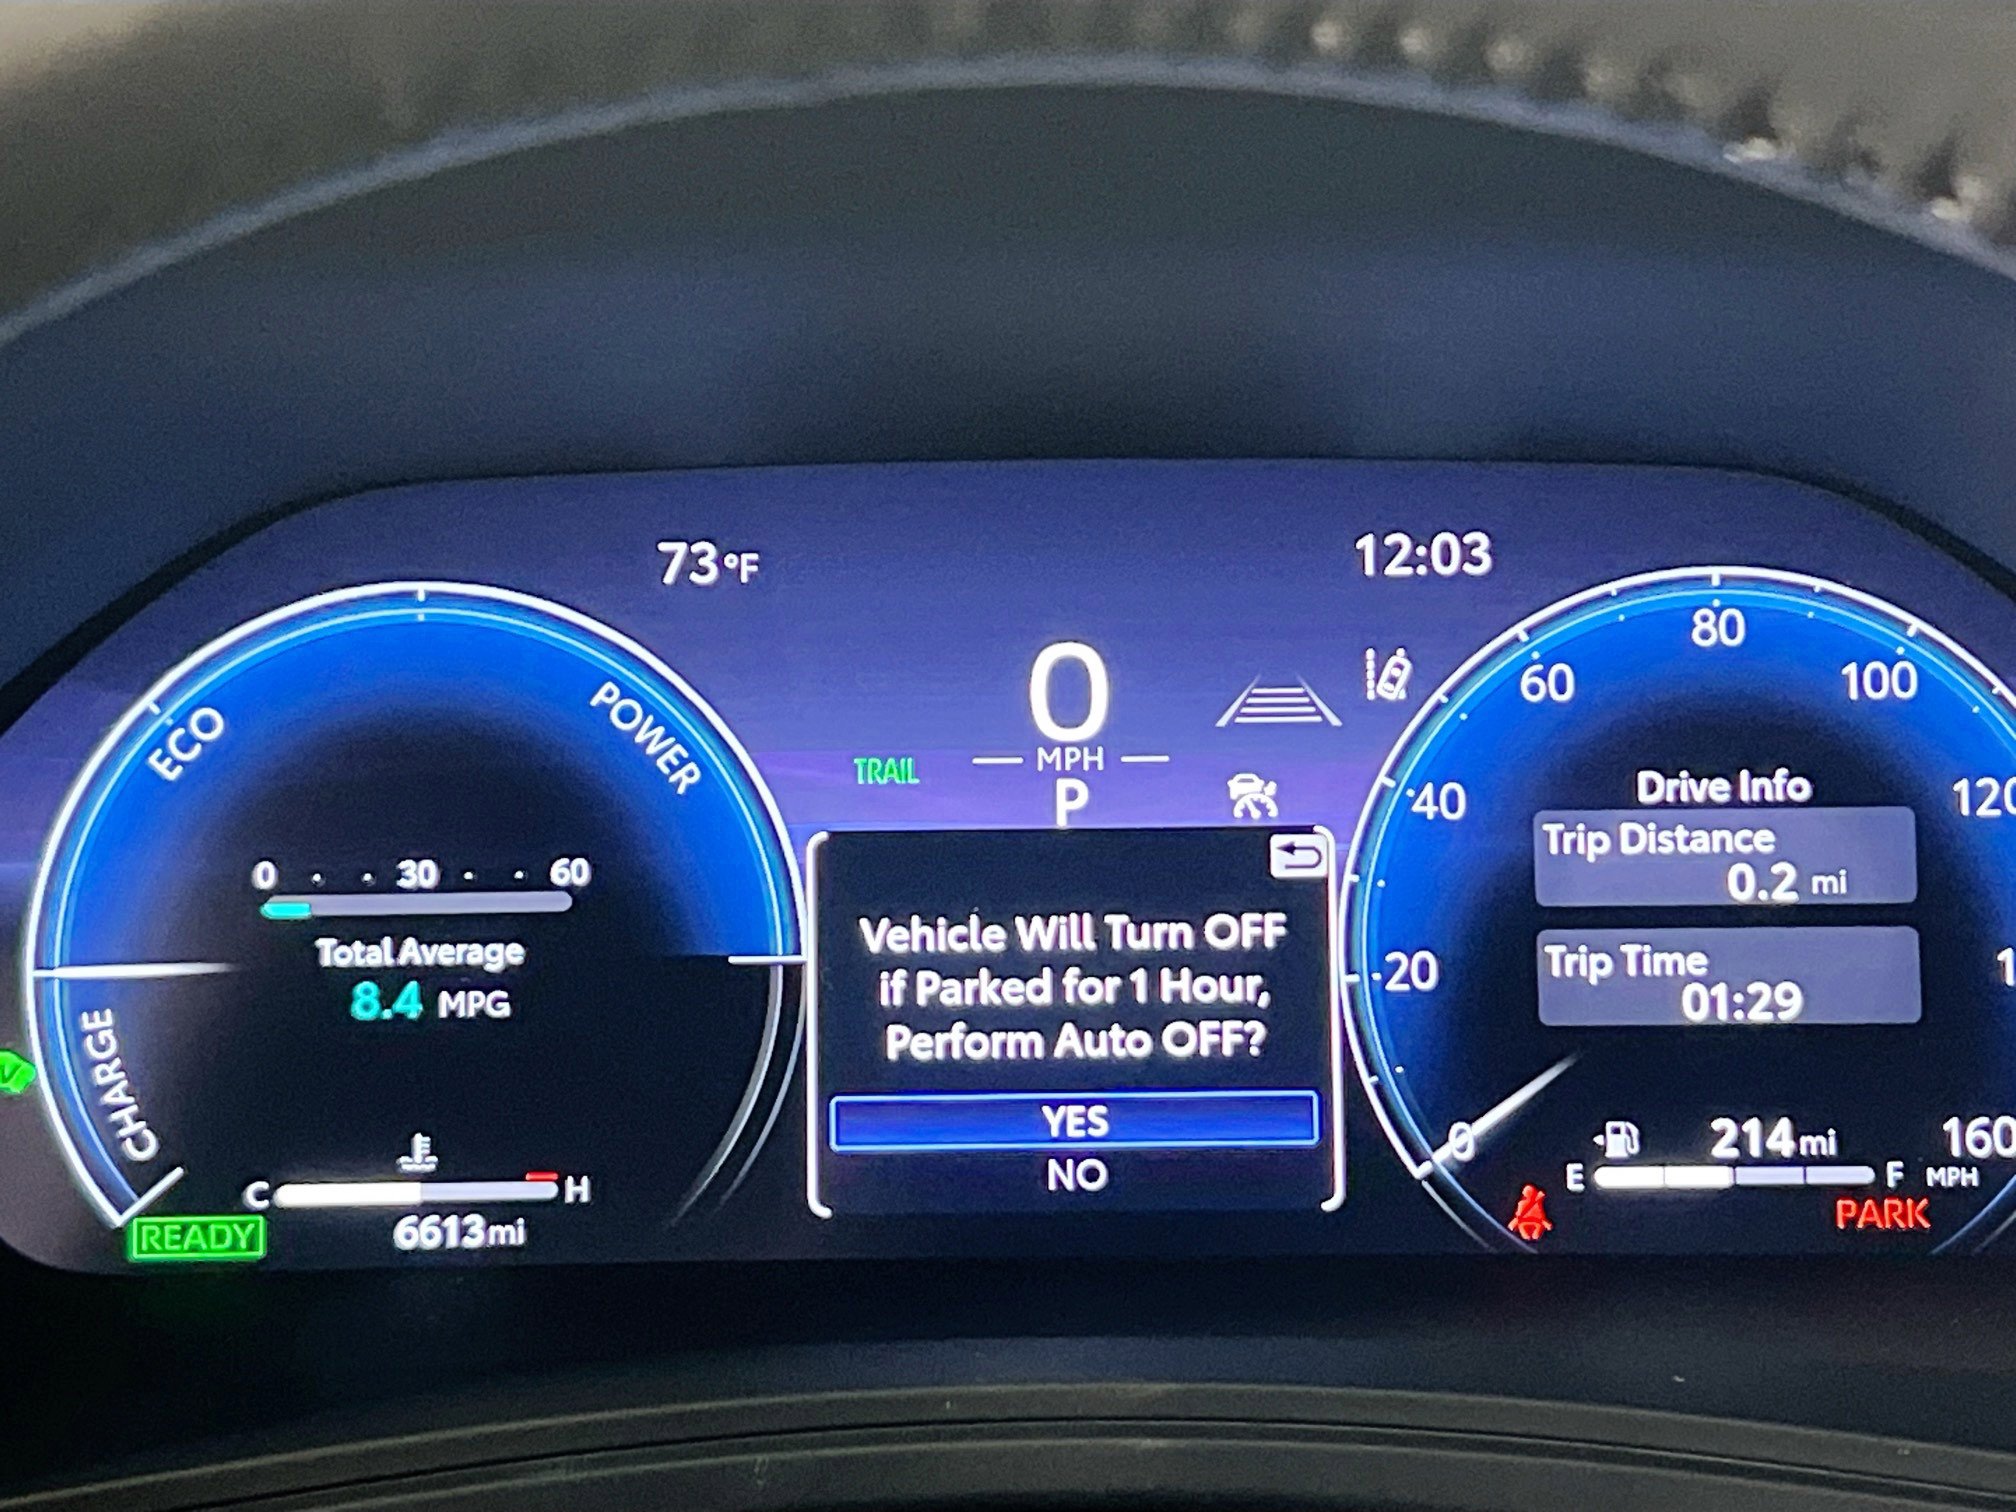 73°F
12:03
0
MPH
P
TRAIL
ECO
POWER
CHARGE
0 30 60
Total Average
8.4 MPG
C H
6613mi
READY
Vehicle Will Turn OFF
if Parked for 1 Hour,
Perform Auto OFF?
YES
NO
0
20
40
60
80
100
160
MPH
Drive Info
Trip Distance
0.2 mi
Trip Time
01:29
214mi
E F
PARK